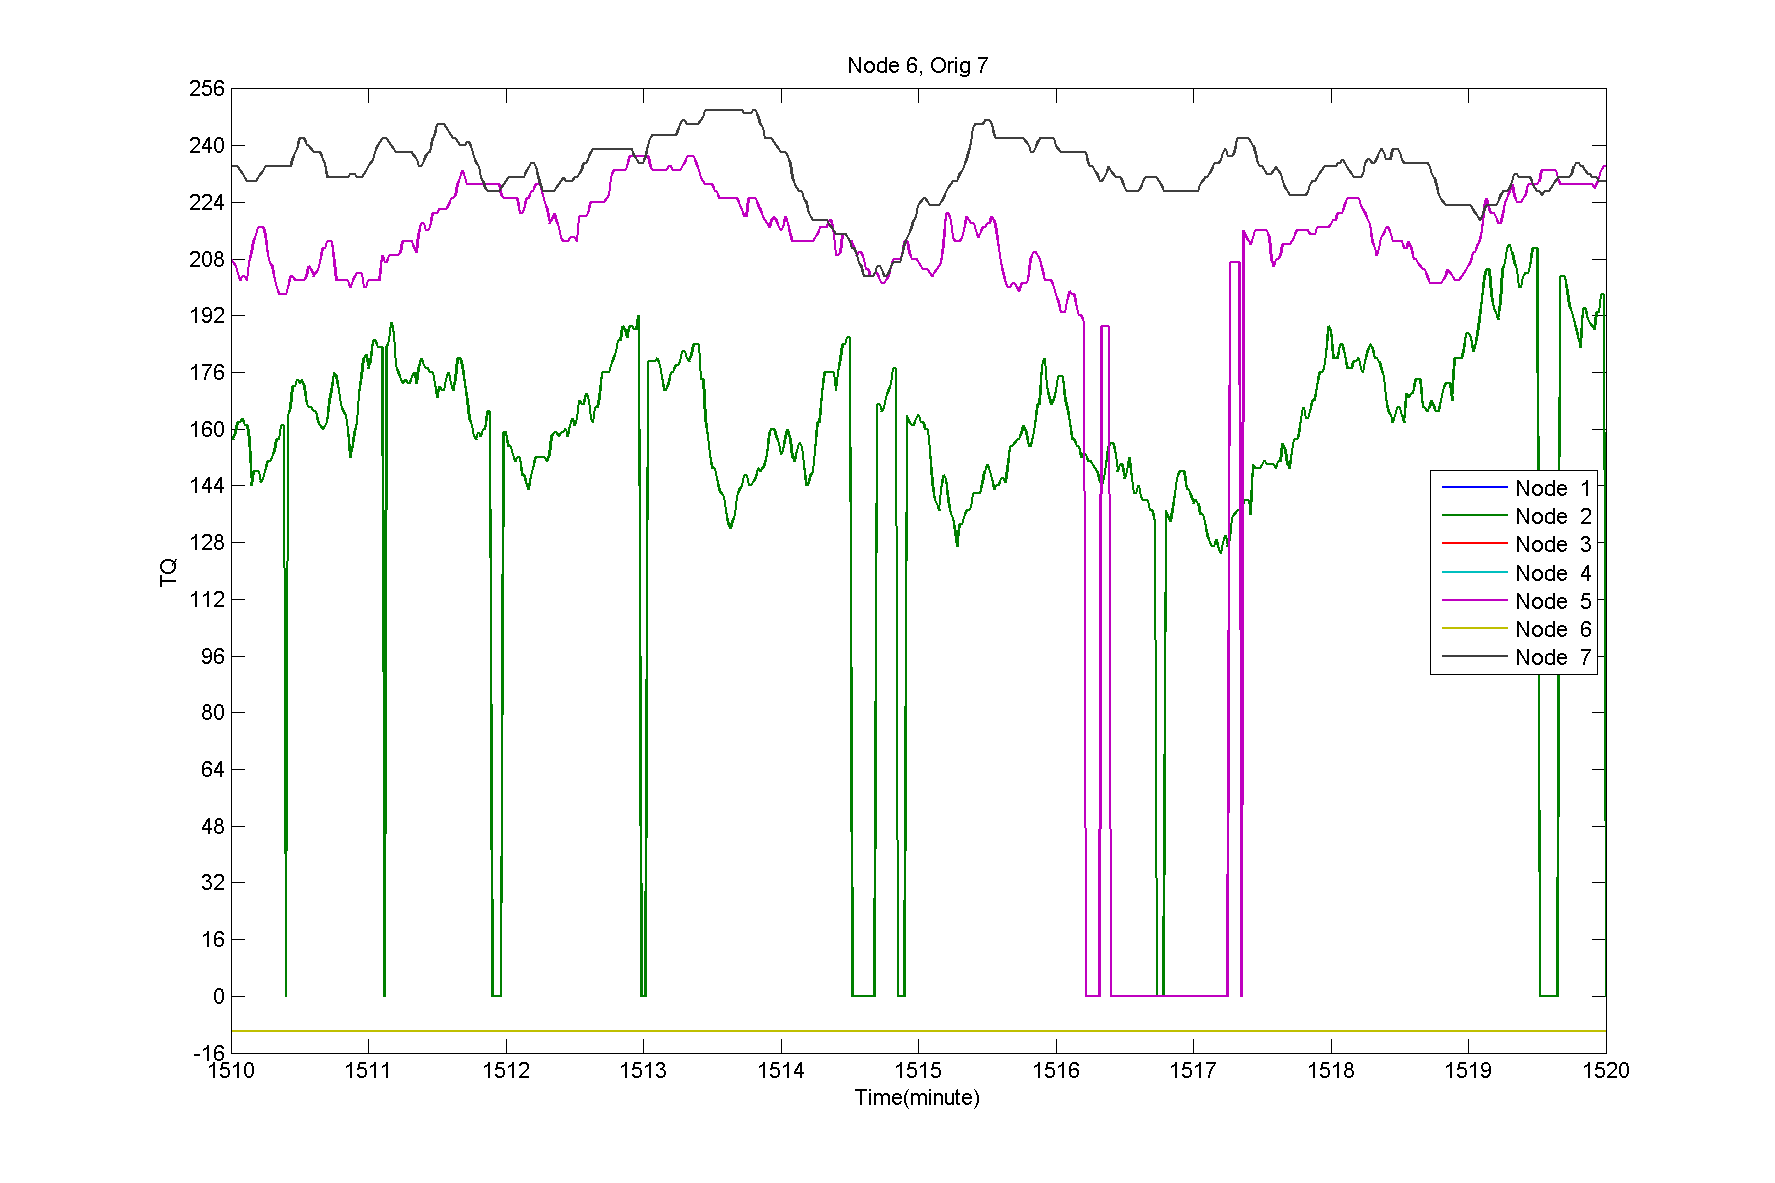 Node 6, Orig 7
256
240
224
208
192
176
160
144
128
112
96
80
64
48
32
16
0
-16
TQ
Node 1
Node 2
Node 3
Node 4
Node 5
Node 6
Node 7
1510 1511 1512 1513 1514 1515 1516 1517 1518 1519 1520
Time(minute)